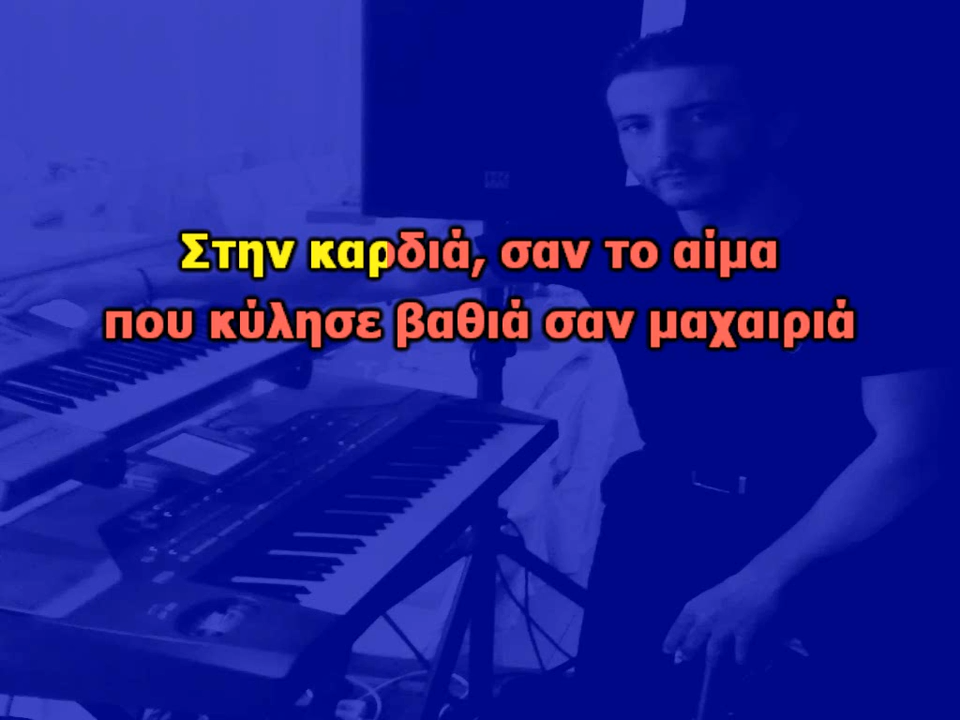 Στην καρδιά, σαν το αίμα
που κύλησε βαθιά σαν μαχαιριά